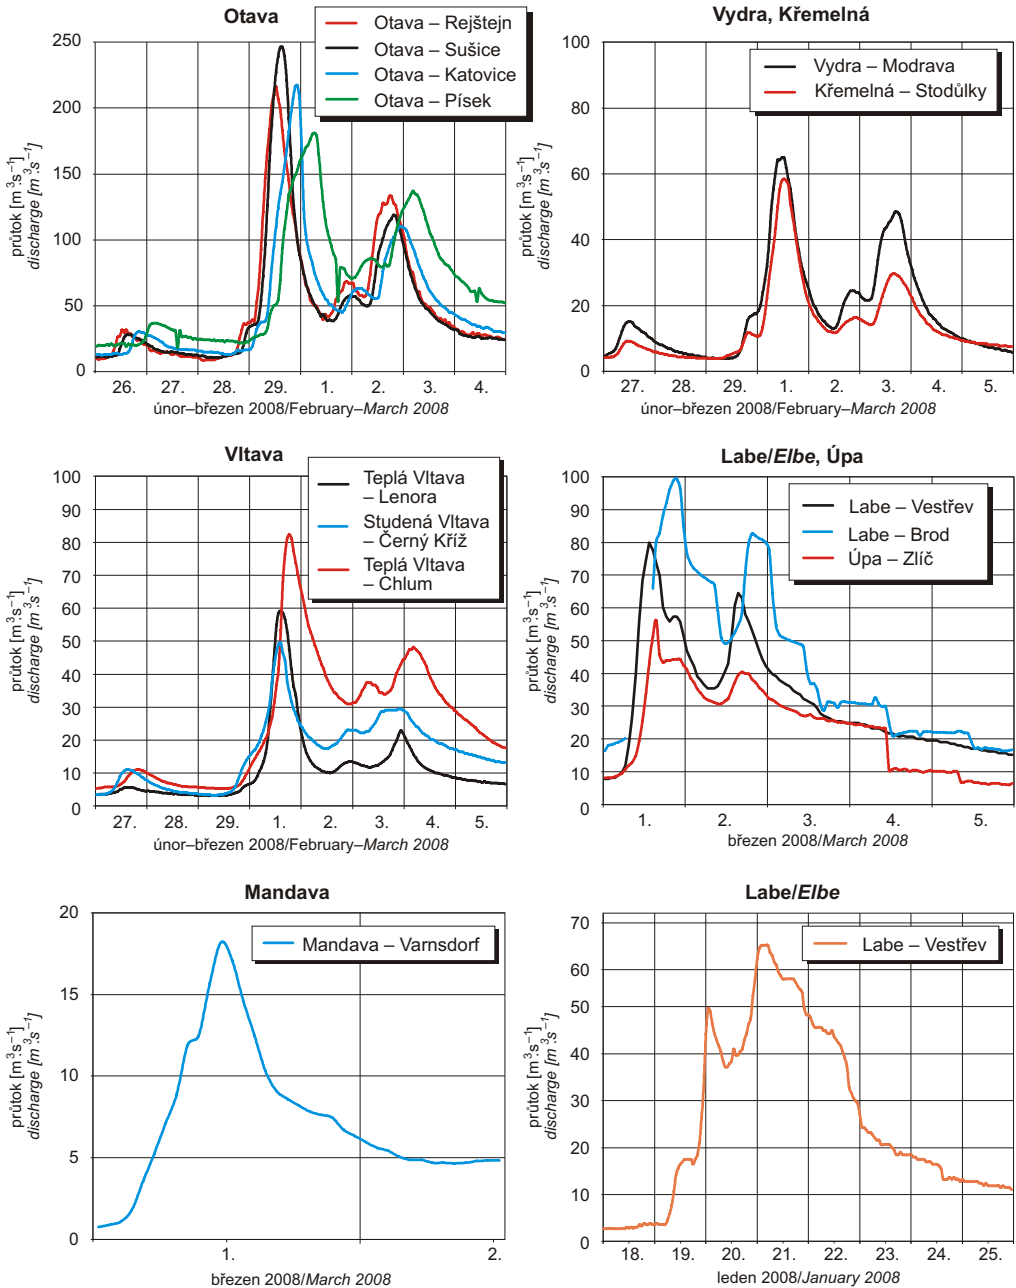 Otava
Otava – Rejštejn
Otava – Sušice
Otava – Katovice
Otava – Písek
průtok [m³.s⁻¹]
discharge [m³.s⁻¹]
250
200
150
100
50
0
26. 27. 28. 29. 1. 2. 3. 4.
únor–březen 2008/February–March 2008
Vydra, Křemelná
Vydra – Modrava
Křemelná – Stodůlky
průtok [m³.s⁻¹]
discharge [m³.s⁻¹]
100
80
60
40
20
0
27. 28. 29. 1. 2. 3. 4. 5.
únor–březen 2008/February–March 2008
Vltava
Teplá Vltava
– Lenora
Studená Vltava
– Černý Kříž
Teplá Vltava
– Chlum
průtok [m³.s⁻¹]
discharge [m³.s⁻¹]
100
90
80
70
60
50
40
30
20
10
0
27. 28. 29. 1. 2. 3. 4. 5.
únor–březen 2008/February–March 2008
Labe/Elbe, Úpa
Labe – Vestřev
Labe – Brod
Úpa – Zlíč
průtok [m³.s⁻¹]
discharge [m³.s⁻¹]
100
90
80
70
60
50
40
30
20
10
0
1. 2. 3. 4. 5.
březen 2008/March 2008
Mandava
Mandava – Varnsdorf
průtok [m³.s⁻¹]
discharge [m³.s⁻¹]
20
15
10
5
0
1. 2.
březen 2008/March 2008
Labe/Elbe
Labe – Vestřev
průtok [m³.s⁻¹]
discharge [m³.s⁻¹]
70
60
50
40
30
20
10
0
18. 19. 20. 21. 22. 23. 24. 25.
leden 2008/January 2008